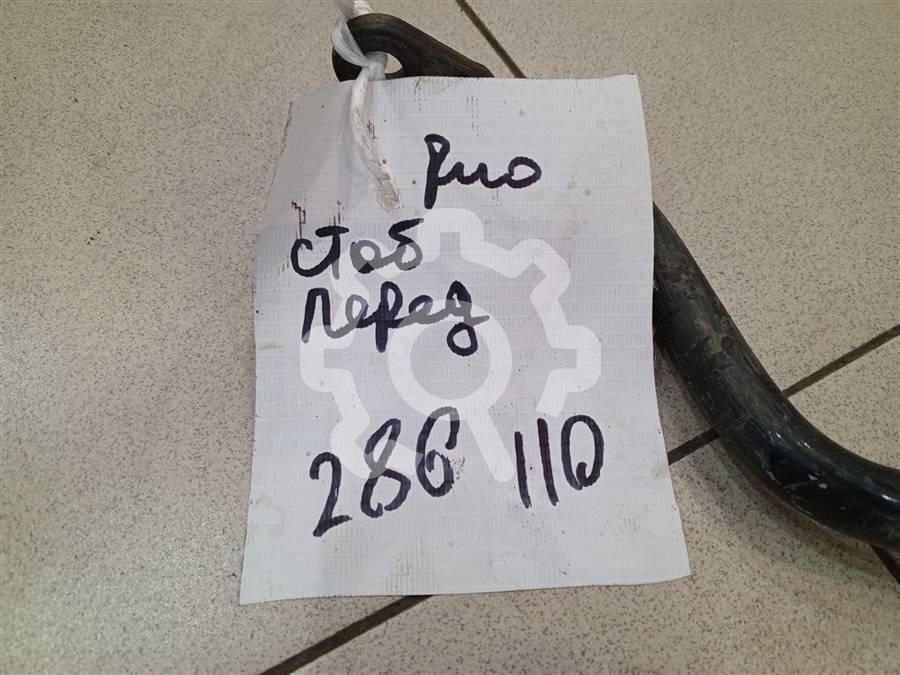 Рио
стаб
перед
286 110